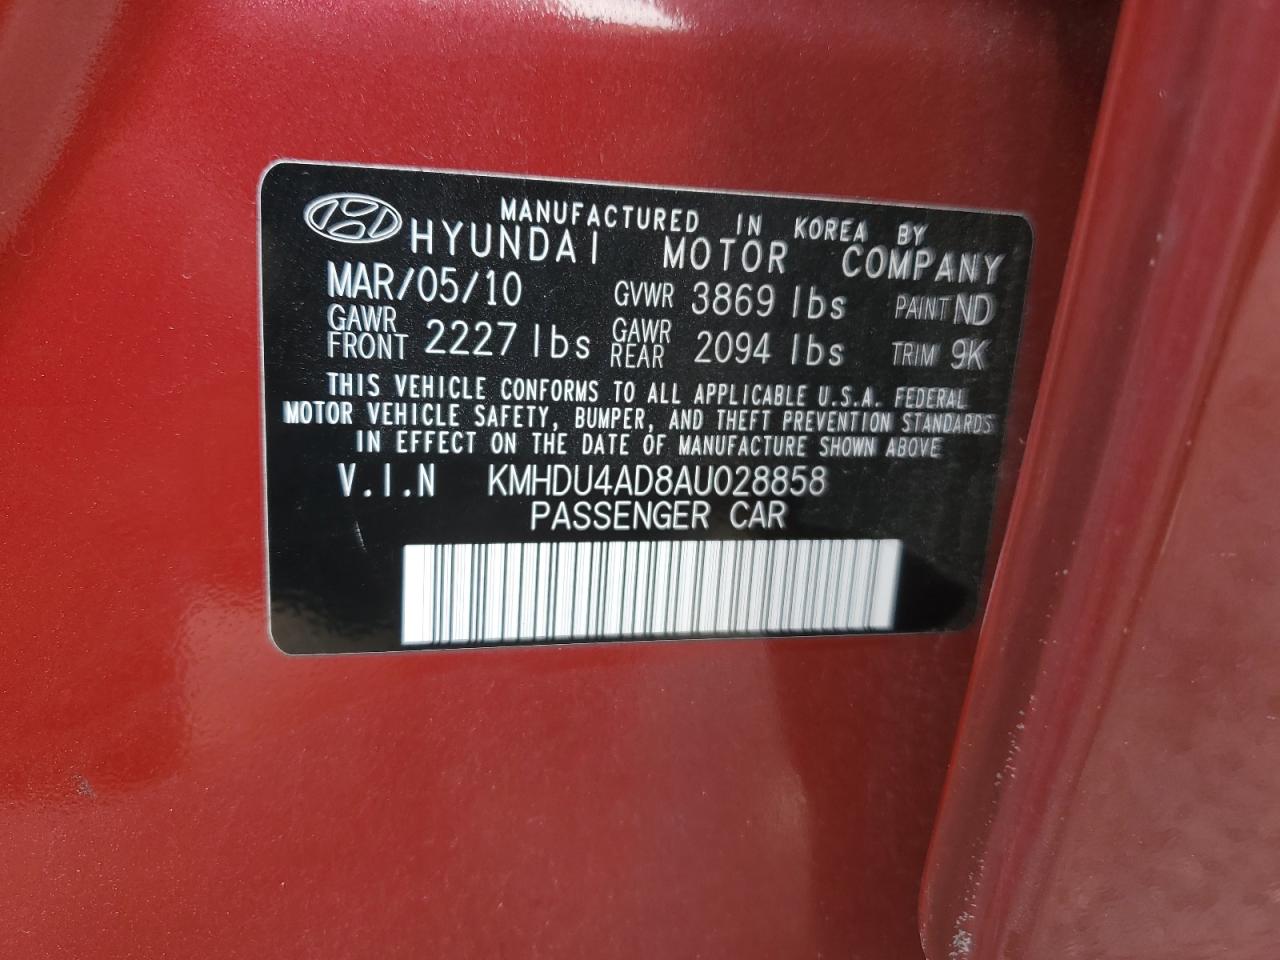 MANUFACTURED IN KOREA BY
HYUNDAI MOTOR COMPANY
MAR/05/10 GVWR 3869 lbs PAINT ND
GAWR FRONT 2227 lbs GAWR REAR 2094 lbs TRIM 9K
THIS VEHICLE CONFORMS TO ALL APPLICABLE U.S.A. FEDERAL
MOTOR VEHICLE SAFETY, BUMPER, AND THEFT PREVENTION STANDARDS
IN EFFECT ON THE DATE OF MANUFACTURE SHOWN ABOVE
V.I.N KMHDU4AD8AU028858
PASSENGER CAR